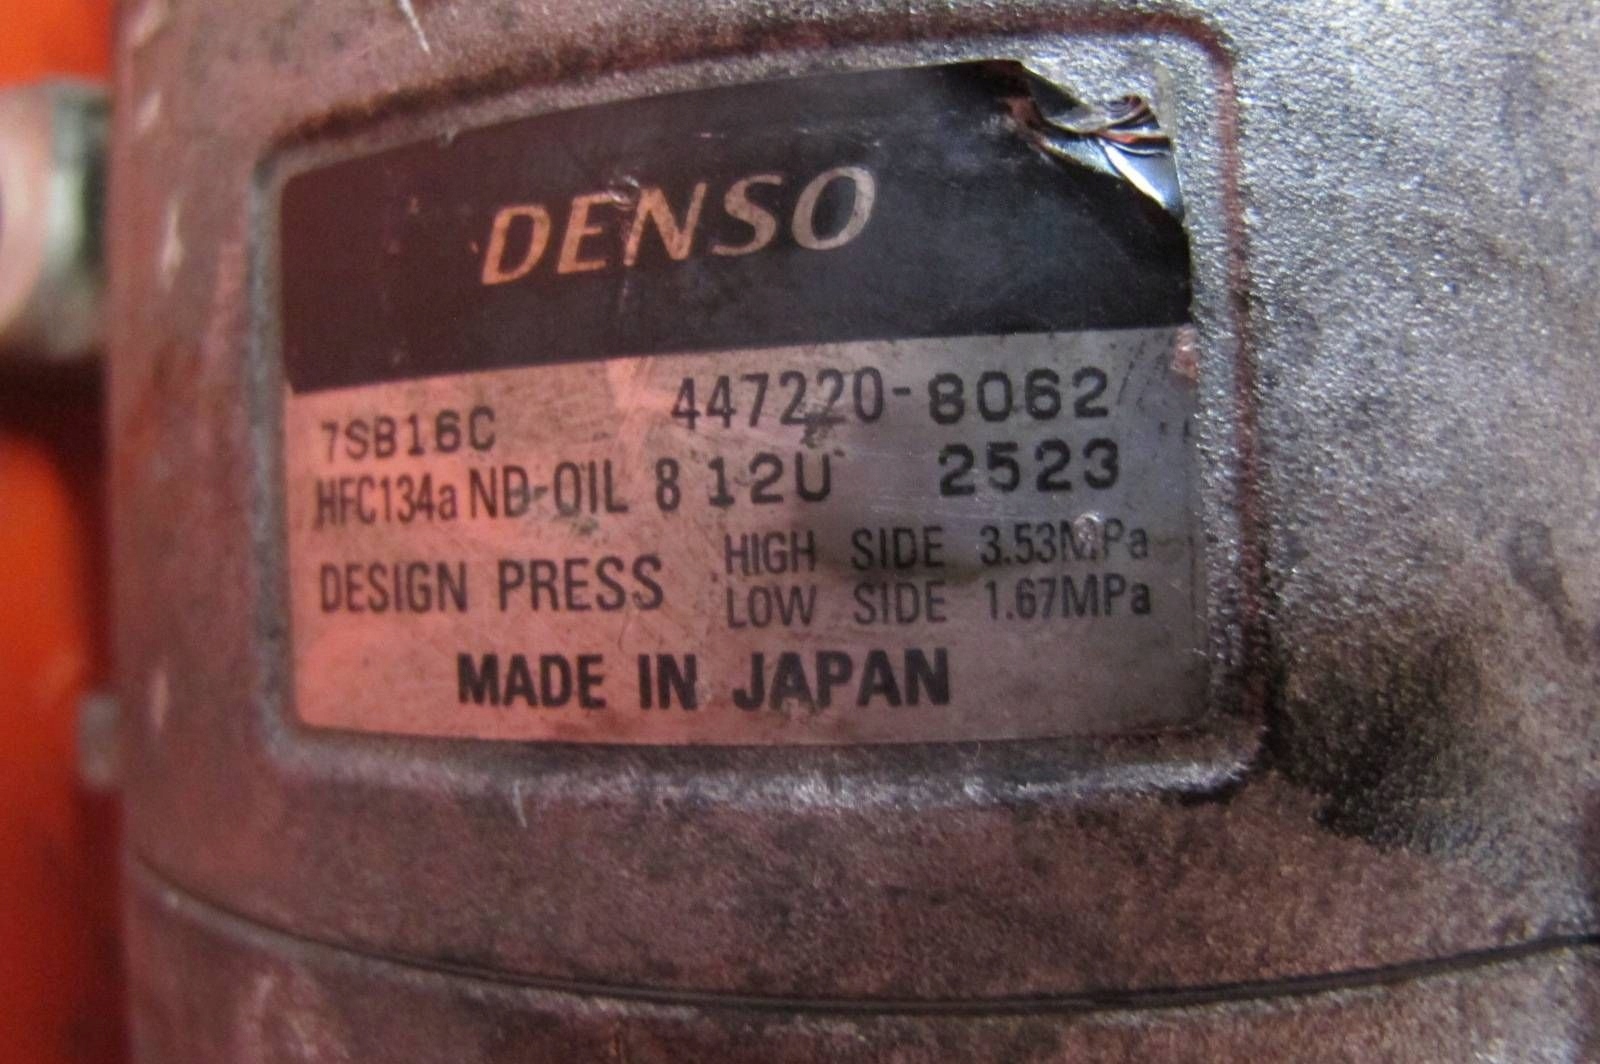 DENSO
7SB16C 447220-8062
HFC134a ND-OIL 8 12U 2523
DESIGN PRESS HIGH SIDE 3.53MPa
LOW SIDE 1.67MPa
MADE IN JAPAN